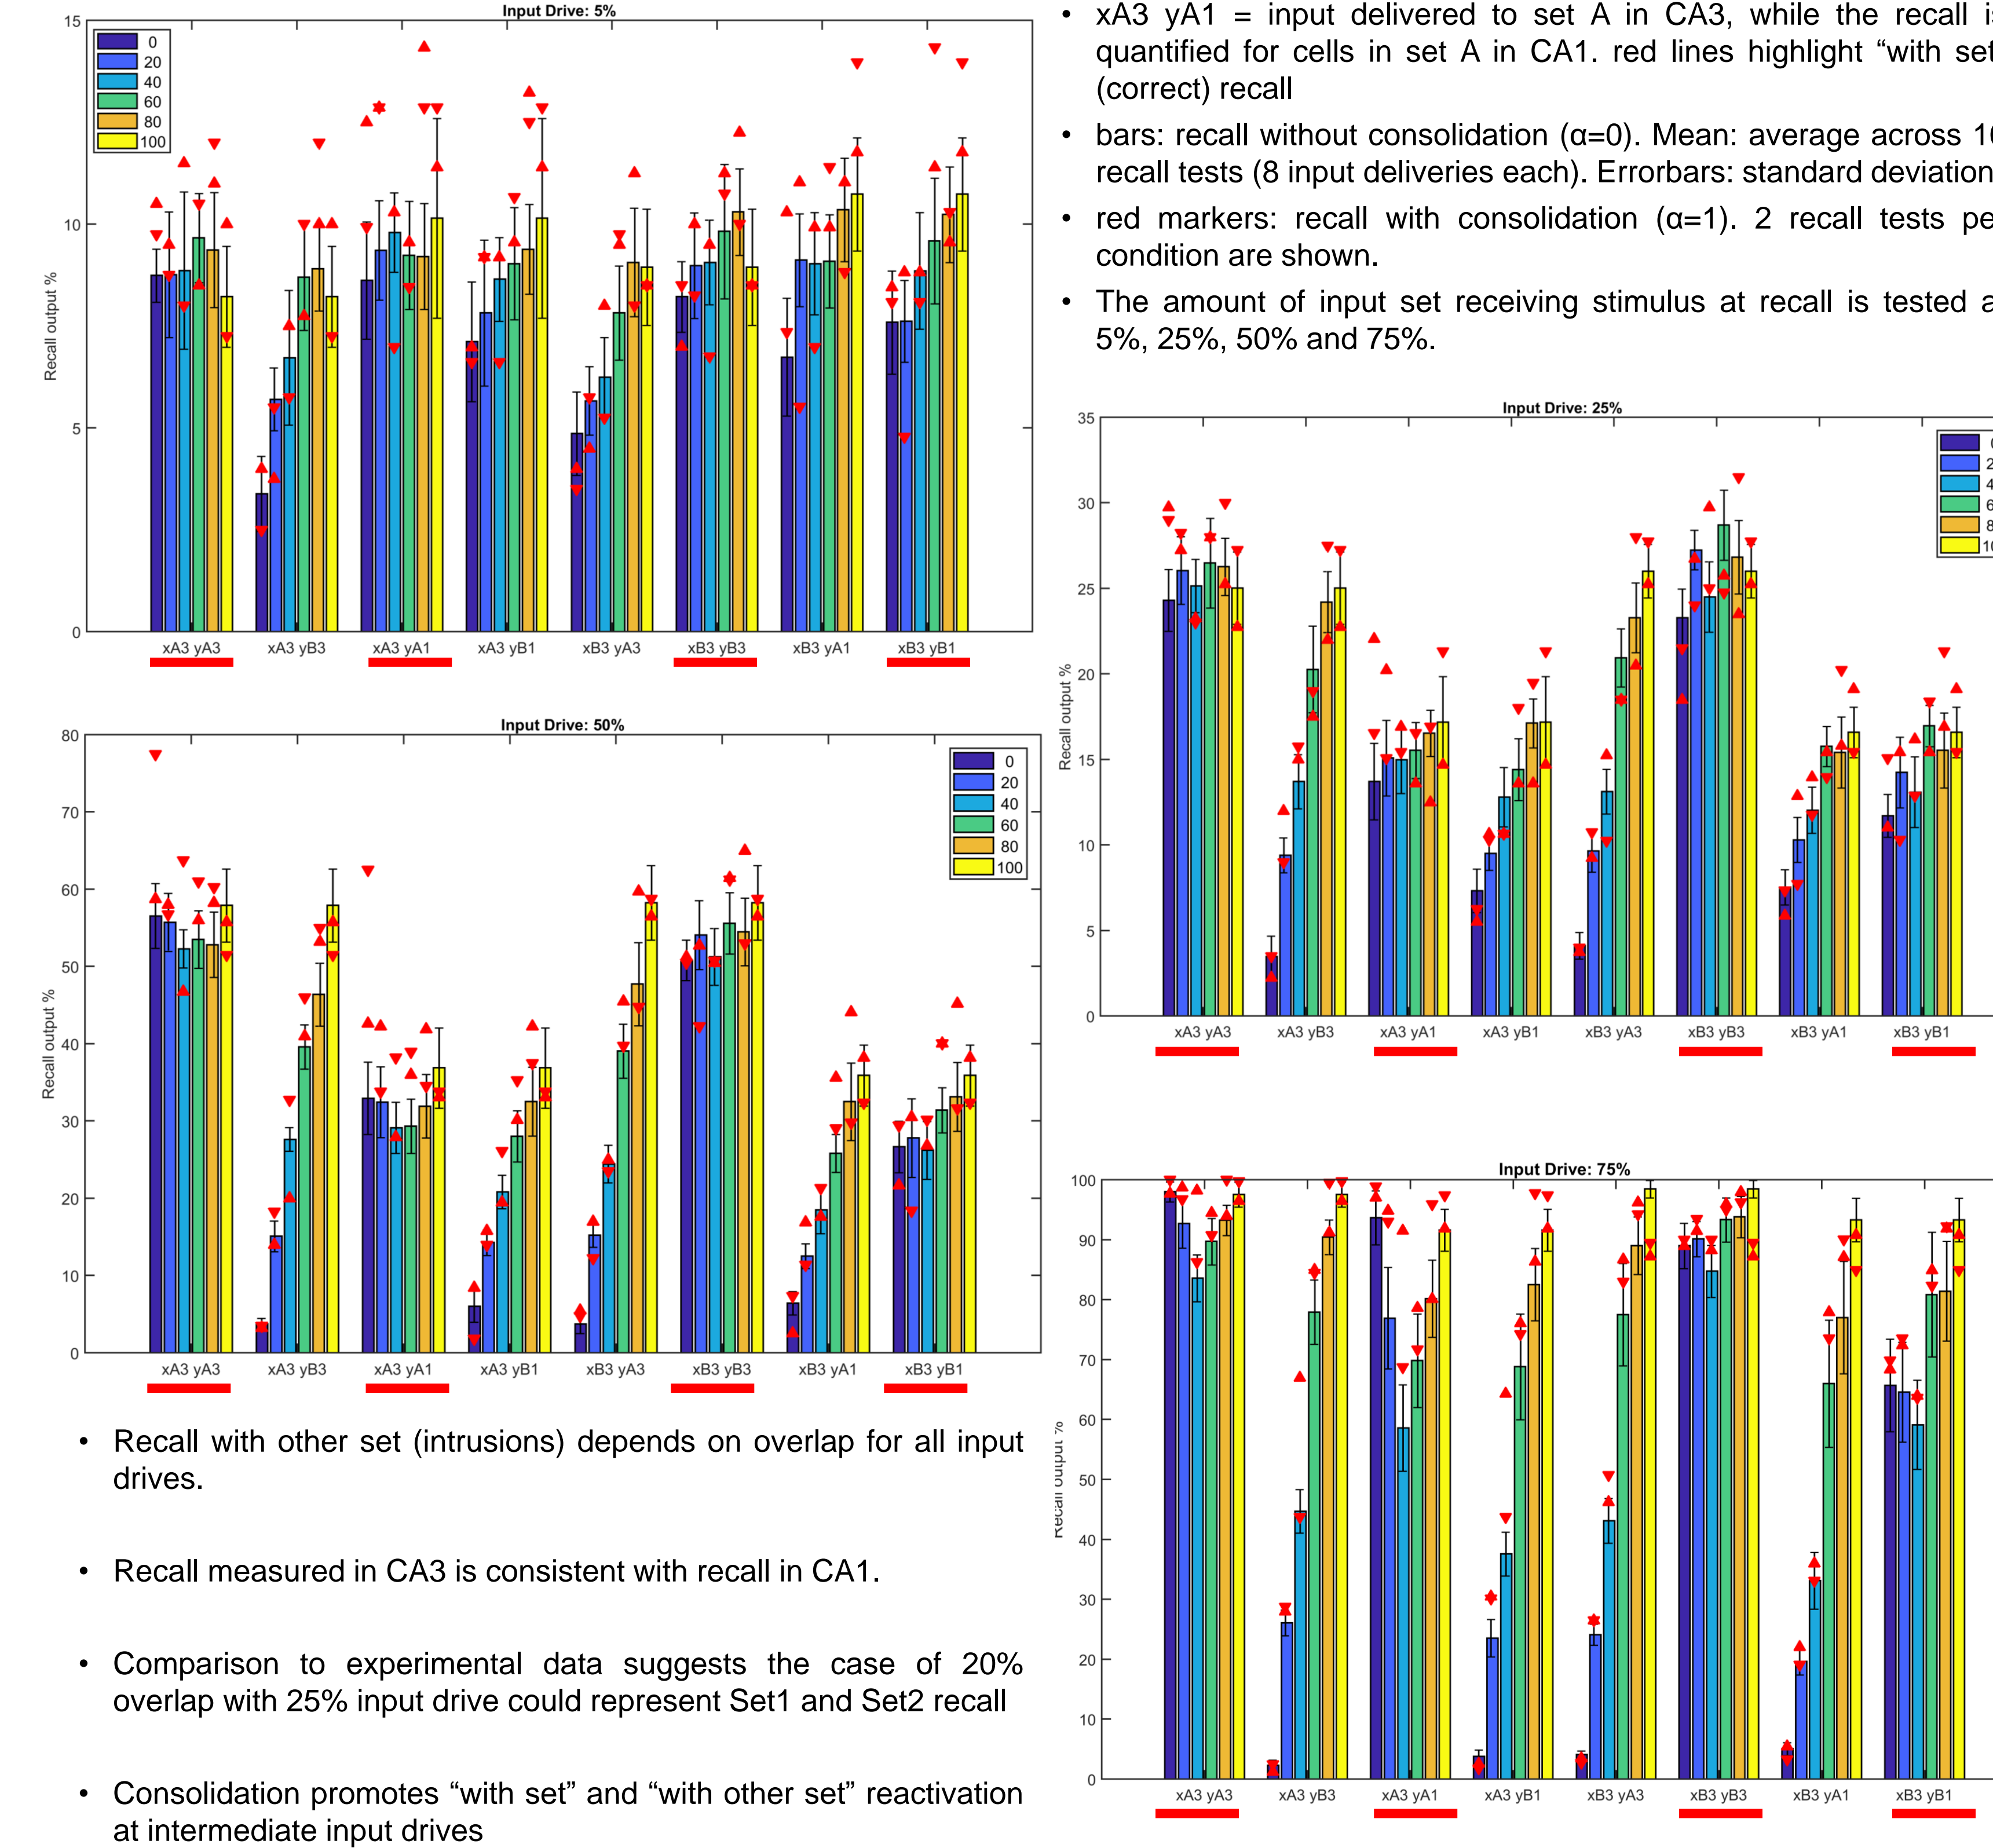 Input Drive: 5%
15
10
5
0
Recall output %
0
20
40
60
80
100
xA3 yA3
xA3 yB3
xA3 yA1
xA3 yB1
xB3 yA3
xB3 yB3
xB3 yA1
xB3 yB1
• xA3 yA1 = input delivered to set A in CA3, while the recall is
quantified for cells in set A in CA1. red lines highlight “with set”
(correct) recall
• bars: recall without consolidation (α=0). Mean: average across
recall tests (8 input deliveries each). Errorbars: standard deviation
• red markers: recall with consolidation (α=1). 2 recall tests
condition are shown.
• The amount of input set receiving stimulus at recall is tested
5%, 25%, 50% and 75%.
Input Drive: 25%
35
30
25
20
15
10
5
0
Recall output %
xA3 yA3
xA3 yB3
xA3 yA1
xA3 yB1
xB3 yA3
xB3 yB3
xB3 yA1
xB3 yB1
Input Drive: 50%
80
70
60
50
40
30
20
10
0
Recall output %
0
20
40
60
80
100
xA3 yA3
xA3 yB3
xA3 yA1
xA3 yB1
xB3 yA3
xB3 yB3
xB3 yA1
xB3 yB1
• Recall with other set (intrusions) depends on overlap for all input
drives.
• Recall measured in CA3 is consistent with recall in CA1.
• Comparison to experimental data suggests the case of 20%
overlap with 25% input drive could represent Set1 and Set2 recall
• Consolidation promotes “with set” and “with other set” reactivation
at intermediate input drives
Input Drive: 75%
100
90
80
70
60
50
40
30
20
10
0
Recall output %
xA3 yA3
xA3 yB3
xA3 yA1
xA3 yB1
xB3 yA3
xB3 yB3
xB3 yA1
xB3 yB1